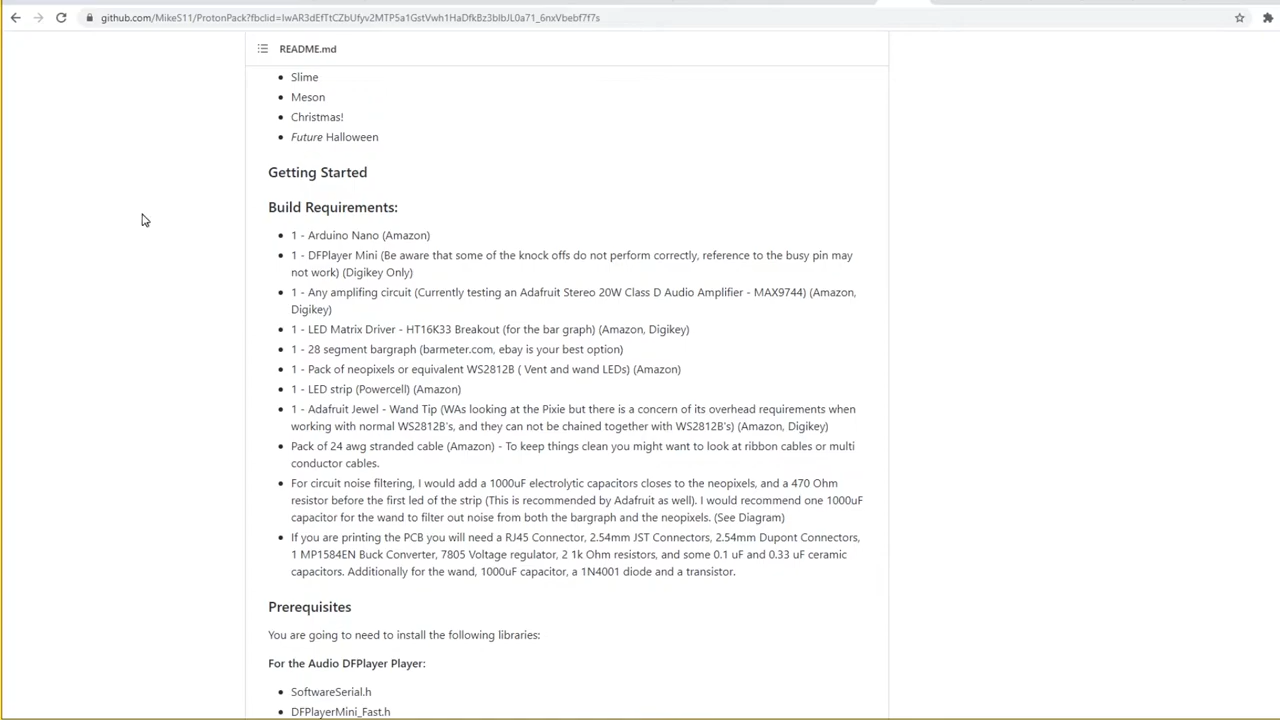 github.com/MikeS11/ProtonPack?fbclid=IwAR3dEfTtCZbUfyv2MTP5a1GstVwh1HaDfkBz3bIbJL0a71_6nxVbebf7f7s
README.md
Slime
Meson
Christmas!
Future Halloween
Getting Started
Build Requirements:
1 - Arduino Nano (Amazon)
1 - DFPlayer Mini (Be aware that some of the knock offs do not perform correctly, reference to the busy pin may
not work) (Digikey Only)
1 - Any amplifing circuit (Currently testing an Adafruit Stereo 20W Class D Audio Amplifier - MAX9744) (Amazon,
Digikey)
1 - LED Matrix Driver - HT16K33 Breakout (for the bar graph) (Amazon, Digikey)
1 - 28 segment bargraph (barmeter.com, ebay is your best option)
1 - Pack of neopixels or equivalent WS2812B ( Vent and wand LEDs) (Amazon)
1 - LED strip (Powercell) (Amazon)
1 - Adafruit Jewel - Wand Tip (WAs looking at the Pixie but there is a concern of its overhead requirements when
working with normal WS2812B's, and they can not be chained together with WS2812B's) (Amazon, Digikey)
Pack of 24 awg stranded cable (Amazon) - To keep things clean you might want to look at ribbon cables or multi
conductor cables.
For circuit noise filtering, I would add a 1000uF electrolytic capacitors closes to the neopixels, and a 470 Ohm
resistor before the first led of the strip (This is recommended by Adafruit as well). I would recommend one 1000uF
capacitor for the wand to filter out noise from both the bargraph and the neopixels. (See Diagram)
If you are printing the PCB you will need a RJ45 Connector, 2.54mm JST Connectors, 2.54mm Dupont Connectors,
1 MP1584EN Buck Converter, 7805 Voltage regulator, 2 1k Ohm resistors, and some 0.1 uF and 0.33 uF ceramic
capacitors. Additionally for the wand, 1000uF capacitor, a 1N4001 diode and a transistor.
Prerequisites
You are going to need to install the following libraries:
For the Audio DFPlayer Player:
SoftwareSerial.h
DFPlayerMini_Fast.h